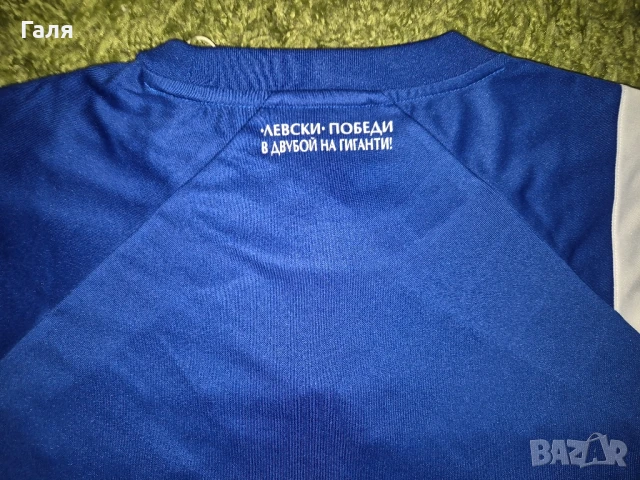 Галя
·ЛЕВСКИ· ПОБЕДИ
В ДВУБОЙ НА ГИГАНТИ!
BAZAR